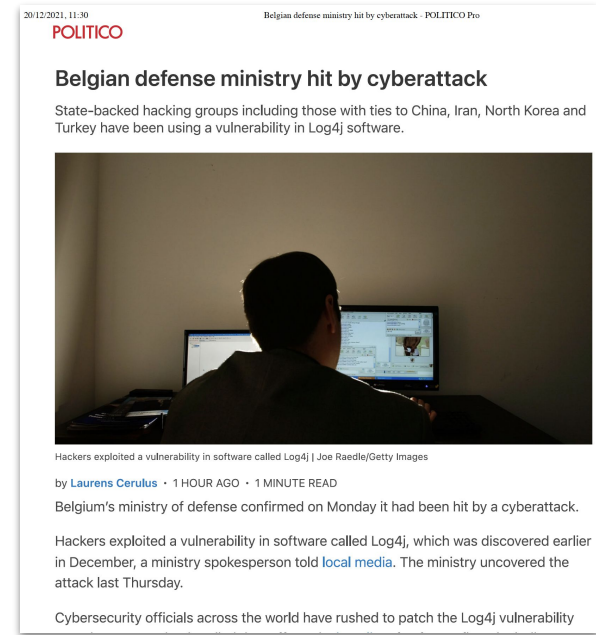 20/12/2021, 11:30 Belgian defense ministry hit by cyberattack - POLITICO Pro
POLITICO
Belgian defense ministry hit by cyberattack
State-backed hacking groups including those with ties to China, Iran, North Korea and
Turkey have been using a vulnerability in Log4j software.
Hackers exploited a vulnerability in software called Log4j | Joe Raedle/Getty Images
by Laurens Cerulus · 1 HOUR AGO · 1 MINUTE READ
Belgium’s ministry of defense confirmed on Monday it had been hit by a cyberattack.
Hackers exploited a vulnerability in software called Log4j, which was discovered earlier
in December, a ministry spokesperson told local media. The ministry uncovered the
attack last Thursday.
Cybersecurity officials across the world have rushed to patch the Log4j vulnerability